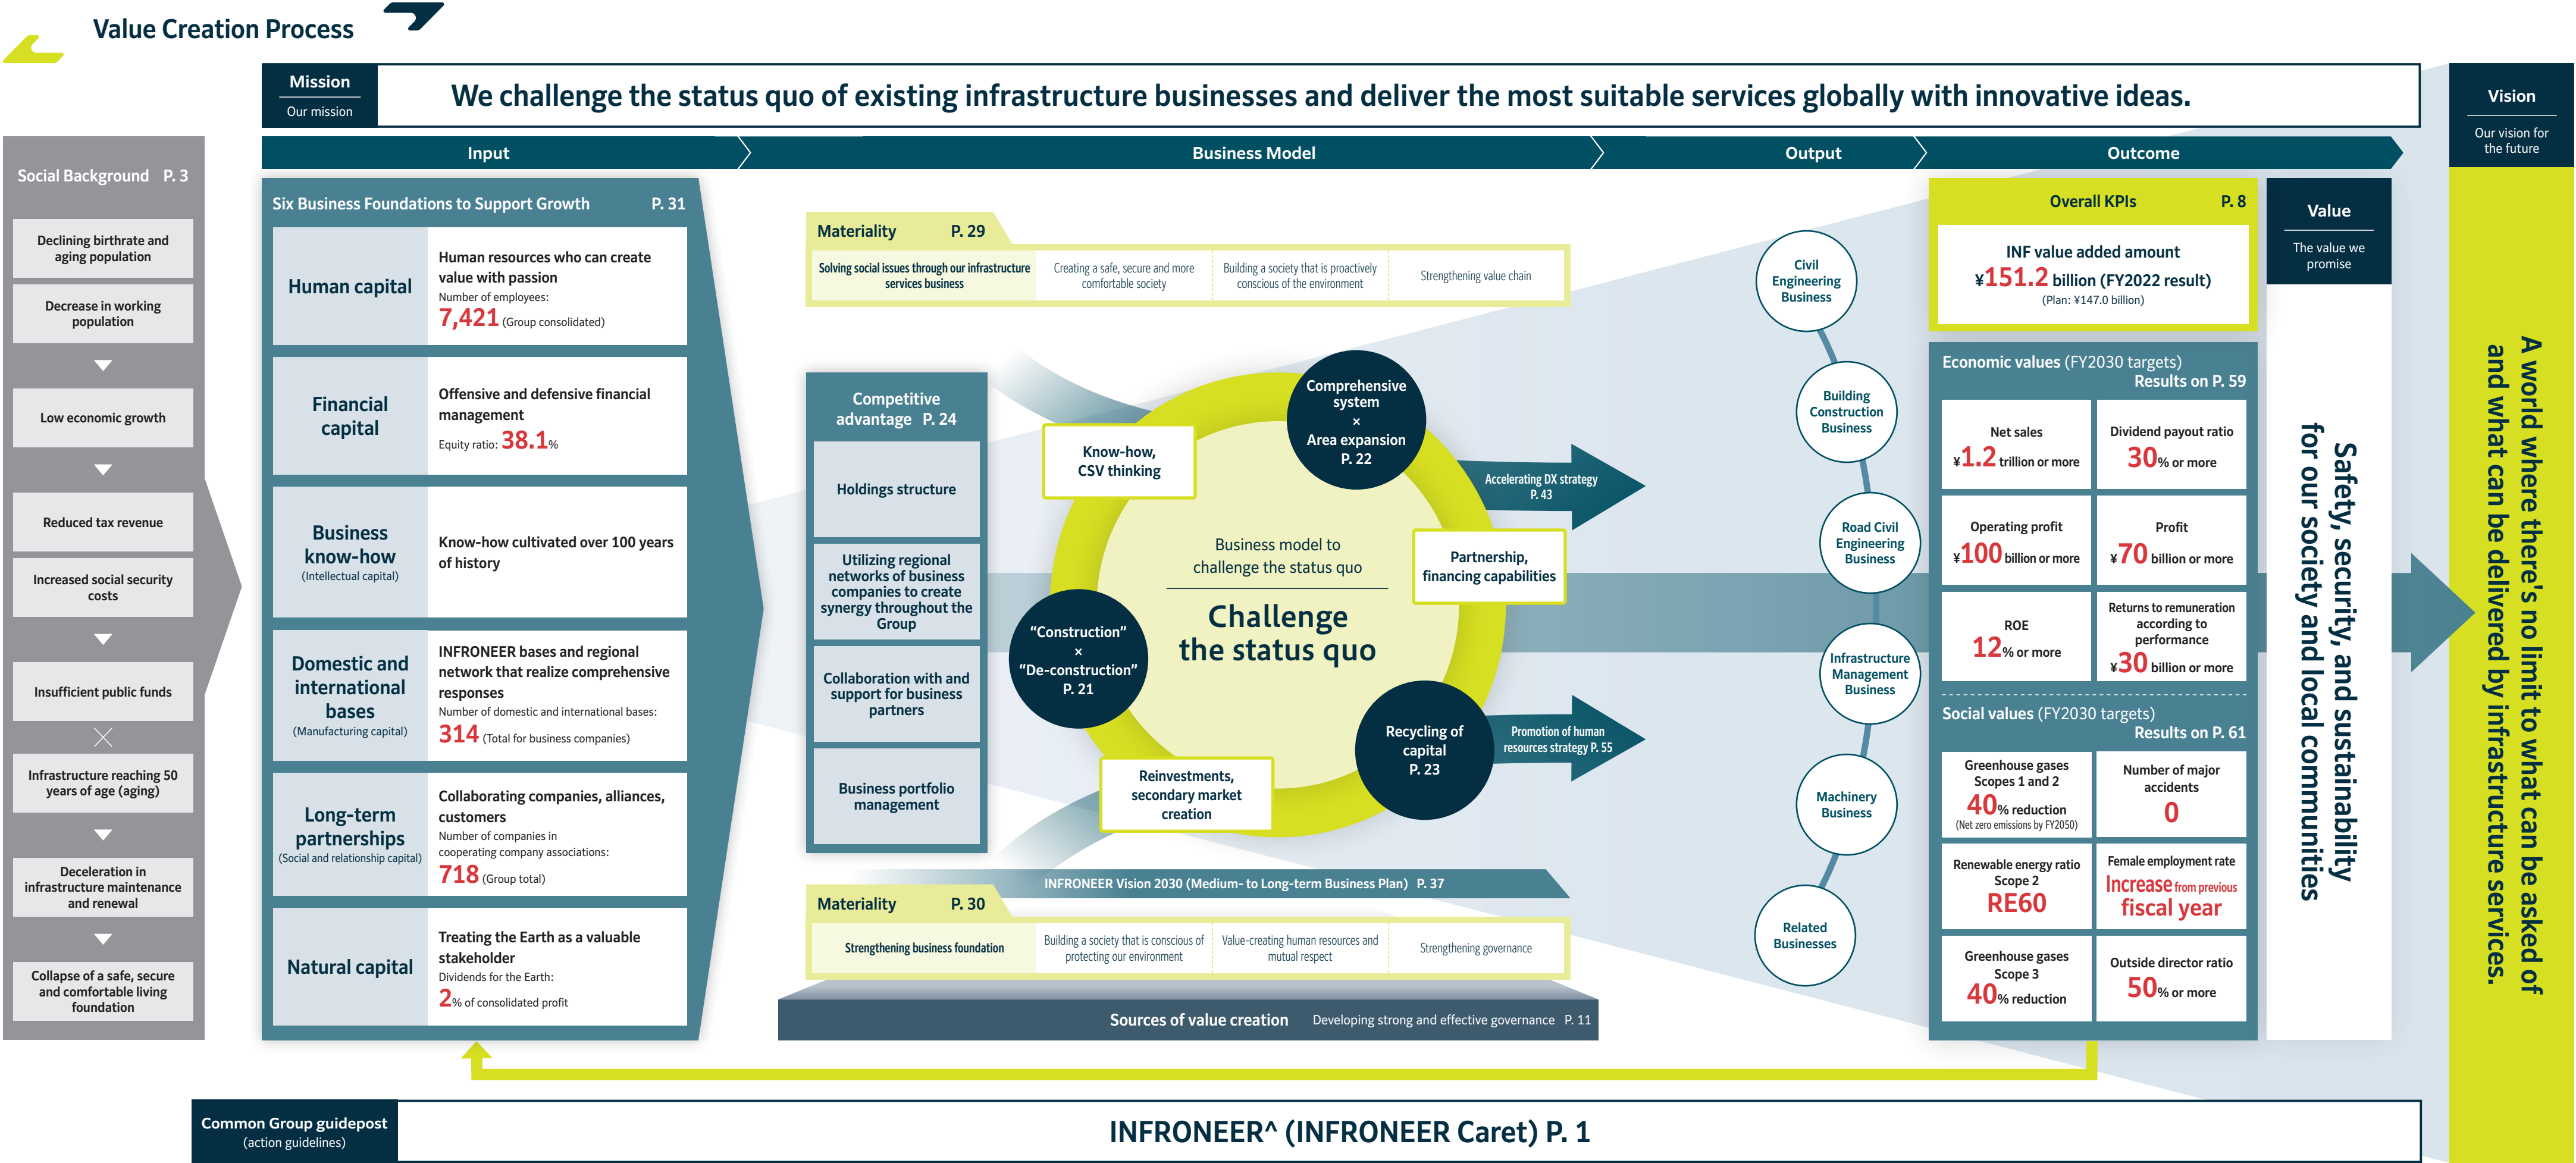 Value Creation Process
Mission
Our mission
We challenge the status quo of existing infrastructure businesses and deliver the most suitable services globally with innovative ideas.
Vision
Our vision for
the future
A world where there's no limit to what can be asked of
and what can be delivered by infrastructure services.
Input
Business Model
Output
Outcome
Social Background P. 3
Declining birthrate and
aging population
Decrease in working
population
Low economic growth
Reduced tax revenue
Increased social security
costs
Insufficient public funds
Infrastructure reaching 50
years of age (aging)
Deceleration in
infrastructure maintenance
and renewal
Collapse of a safe, secure
and comfortable living
foundation
Six Business Foundations to Support Growth P. 31
Human capital
Human resources who can create
value with passion
Number of employees:
7,421 (Group consolidated)
Financial
capital
Offensive and defensive financial
management
Equity ratio: 38.1%
Business
know-how
(Intellectual capital)
Know-how cultivated over 100 years
of history
Domestic and
international
bases
(Manufacturing capital)
INFRONEER bases and regional
network that realize comprehensive
responses
Number of domestic and international bases:
314 (Total for business companies)
Long-term
partnerships
(Social and relationship capital)
Collaborating companies, alliances,
customers
Number of companies in
cooperating company associations:
718 (Group total)
Natural capital
Treating the Earth as a valuable
stakeholder
Dividends for the Earth:
2% of consolidated profit
Materiality P. 29
Solving social issues through our infrastructure
services business
Creating a safe, secure and more
comfortable society
Building a society that is proactively
conscious of the environment
Strengthening value chain
Competitive
advantage P. 24
Holdings structure
Utilizing regional
networks of business
companies to create
synergy throughout the
Group
Collaboration with and
support for business
partners
Business portfolio
management
Know-how,
CSV thinking
Comprehensive
system
×
Area expansion
P. 22
Accelerating DX strategy
P. 43
Partnership,
financing capabilities
Business model to
challenge the status quo
Challenge
the status quo
“Construction”
×
“De-construction”
P. 21
Recycling of
capital
P. 23
Promotion of human
resources strategy P. 55
Reinvestments,
secondary market
creation
INFRONEER Vision 2030 (Medium- to Long-term Business Plan) P. 37
Materiality P. 30
Strengthening business foundation
Building a society that is conscious of
protecting our environment
Value-creating human resources and
mutual respect
Strengthening governance
Sources of value creation Developing strong and effective governance P. 11
Civil
Engineering
Business
Building
Construction
Business
Road Civil
Engineering
Business
Infrastructure
Management
Business
Machinery
Business
Related
Businesses
Overall KPIs P. 8
INF value added amount
¥151.2 billion (FY2022 result)
(Plan: ¥147.0 billion)
Economic values (FY2030 targets)
Results on P. 59
Net sales
¥1.2 trillion or more
Dividend payout ratio
30% or more
Operating profit
¥100 billion or more
Profit
¥70 billion or more
ROE
12% or more
Returns to remuneration
according to
performance
¥30 billion or more
Social values (FY2030 targets)
Results on P. 61
Greenhouse gases
Scopes 1 and 2
40% reduction
(Net zero emissions by FY2050)
Number of major
accidents
0
Renewable energy ratio
Scope 2
RE60
Female employment rate
Increase from previous
fiscal year
Greenhouse gases
Scope 3
40% reduction
Outside director ratio
50% or more
Value
The value we
promise
Safety, security, and sustainability
for our society and local communities
Common Group guidepost
(action guidelines)
INFRONEER^ (INFRONEER Caret) P. 1